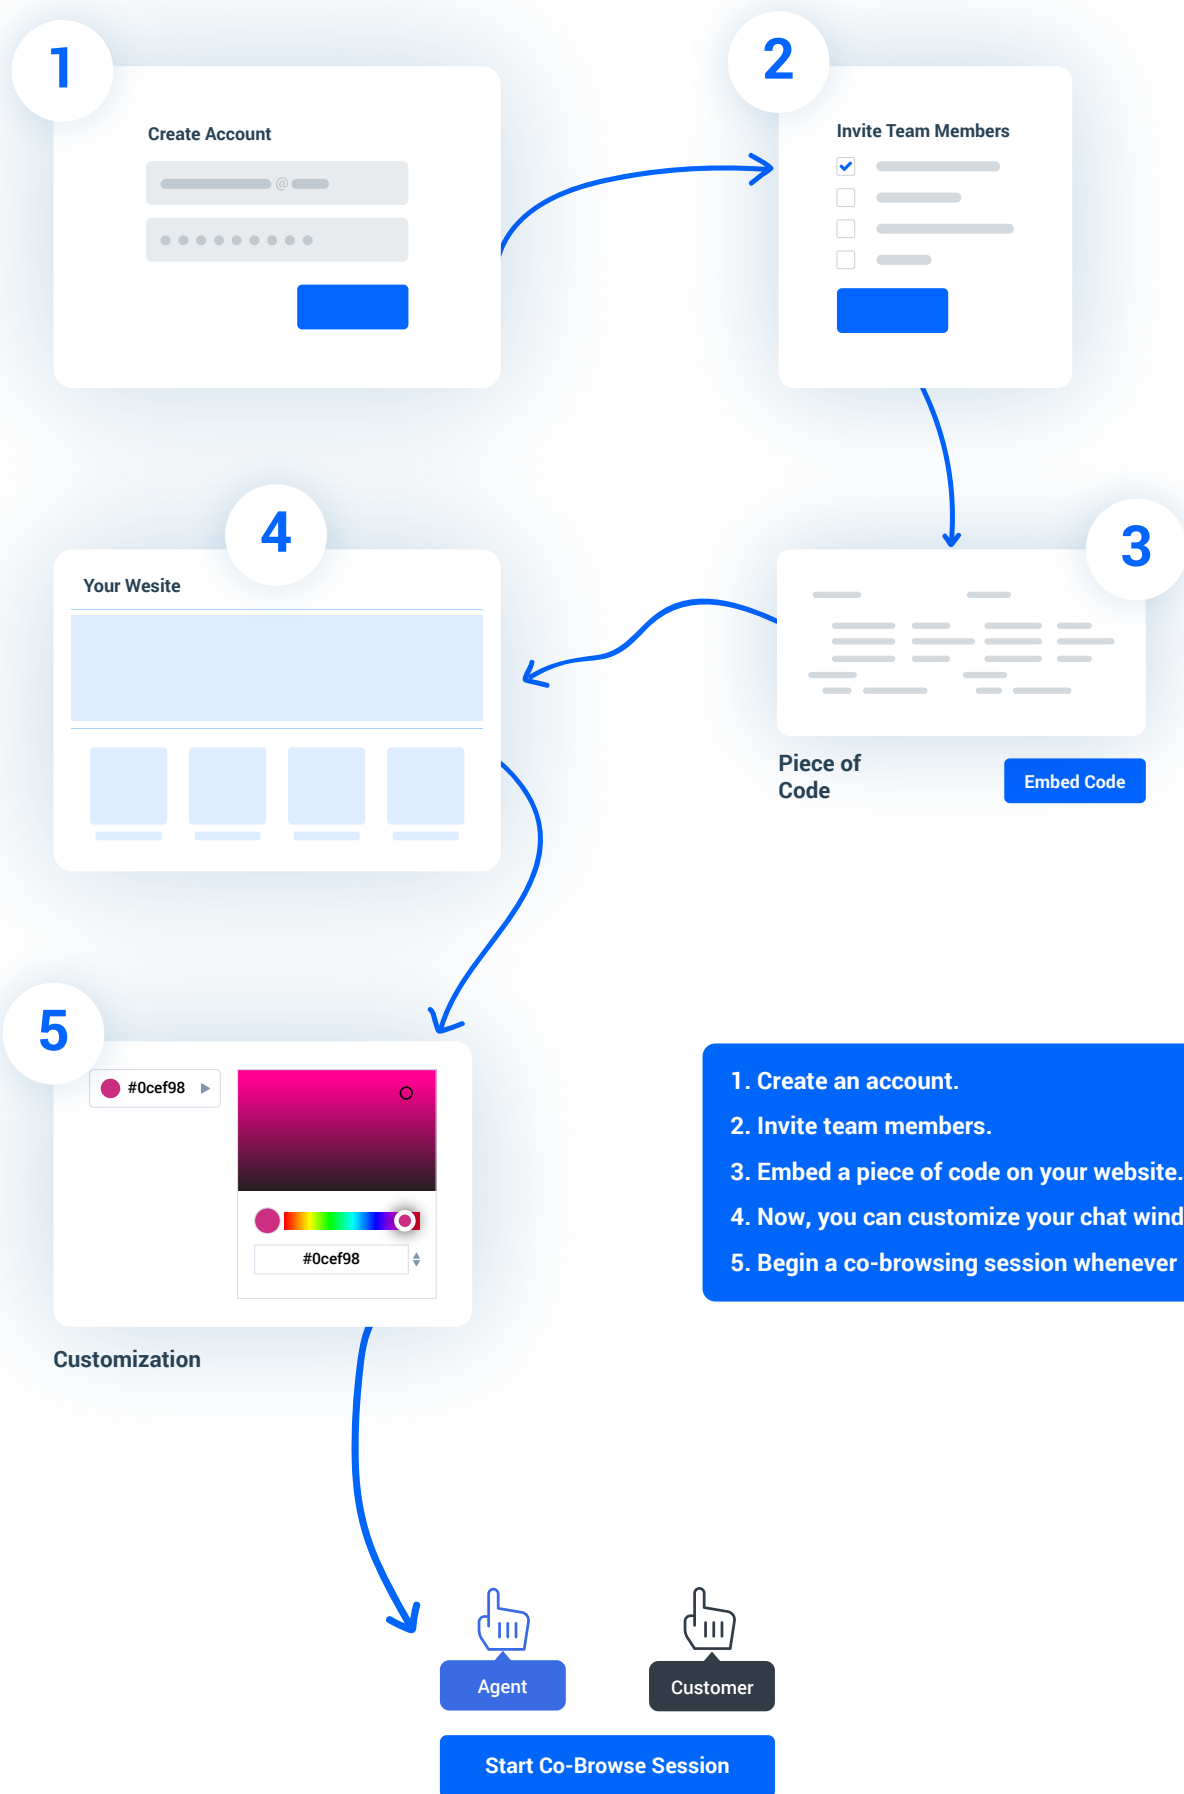 1
Create Account
@
2
Invite Team Members
3
Piece of
Code
Embed Code
4
Your Wesite
5
#0cef98
#0cef98
Customization
1. Create an account.
2. Invite team members.
3. Embed a piece of code on your website.
4. Now, you can customize your chat wind
5. Begin a co-browsing session whenever
Agent
Customer
Start Co-Browse Session